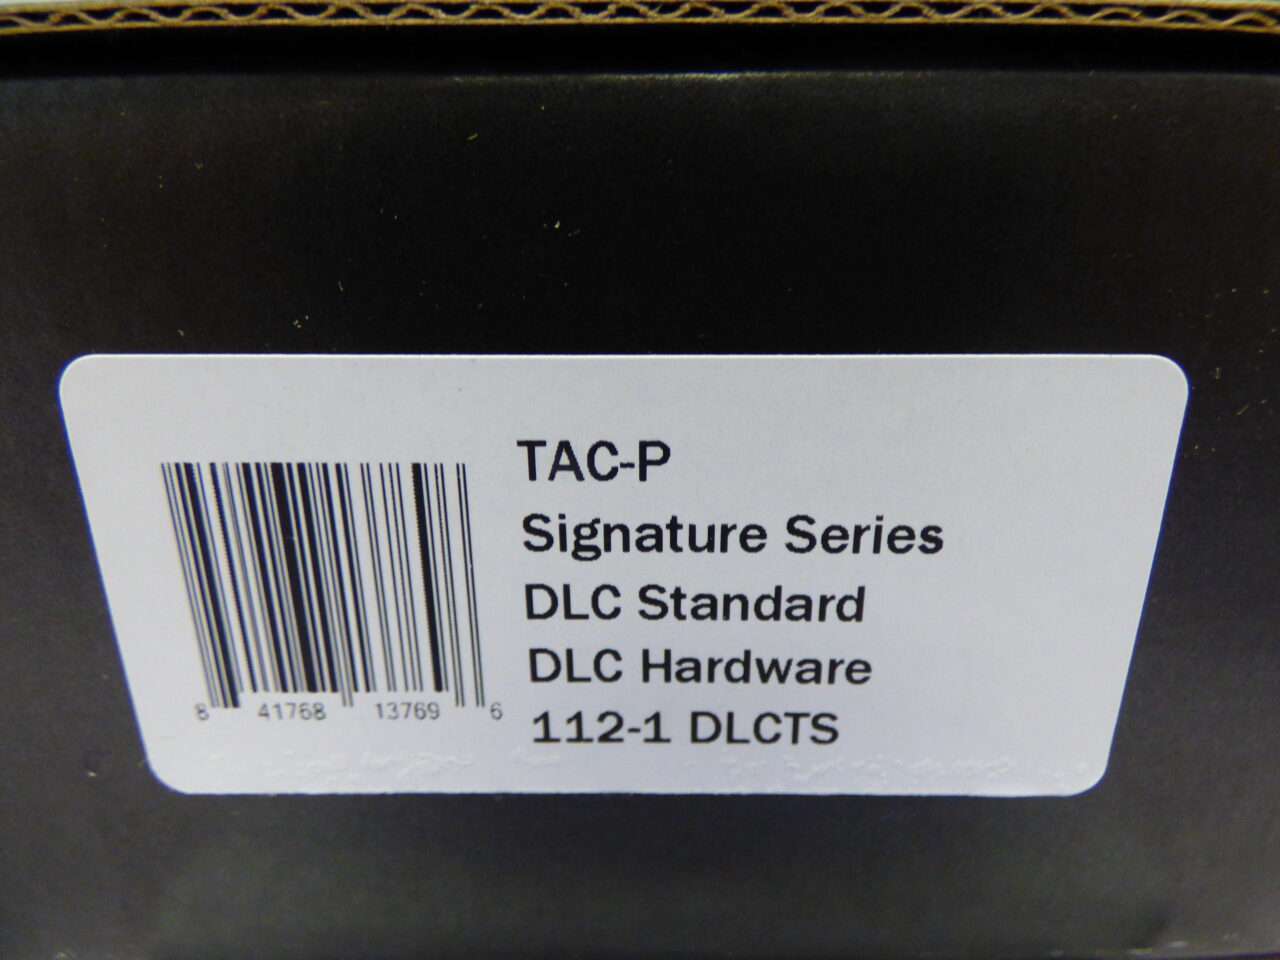 TAC-P
Signature Series
DLC Standard
DLC Hardware
112-1 DLCTS
8 41768 13769 6